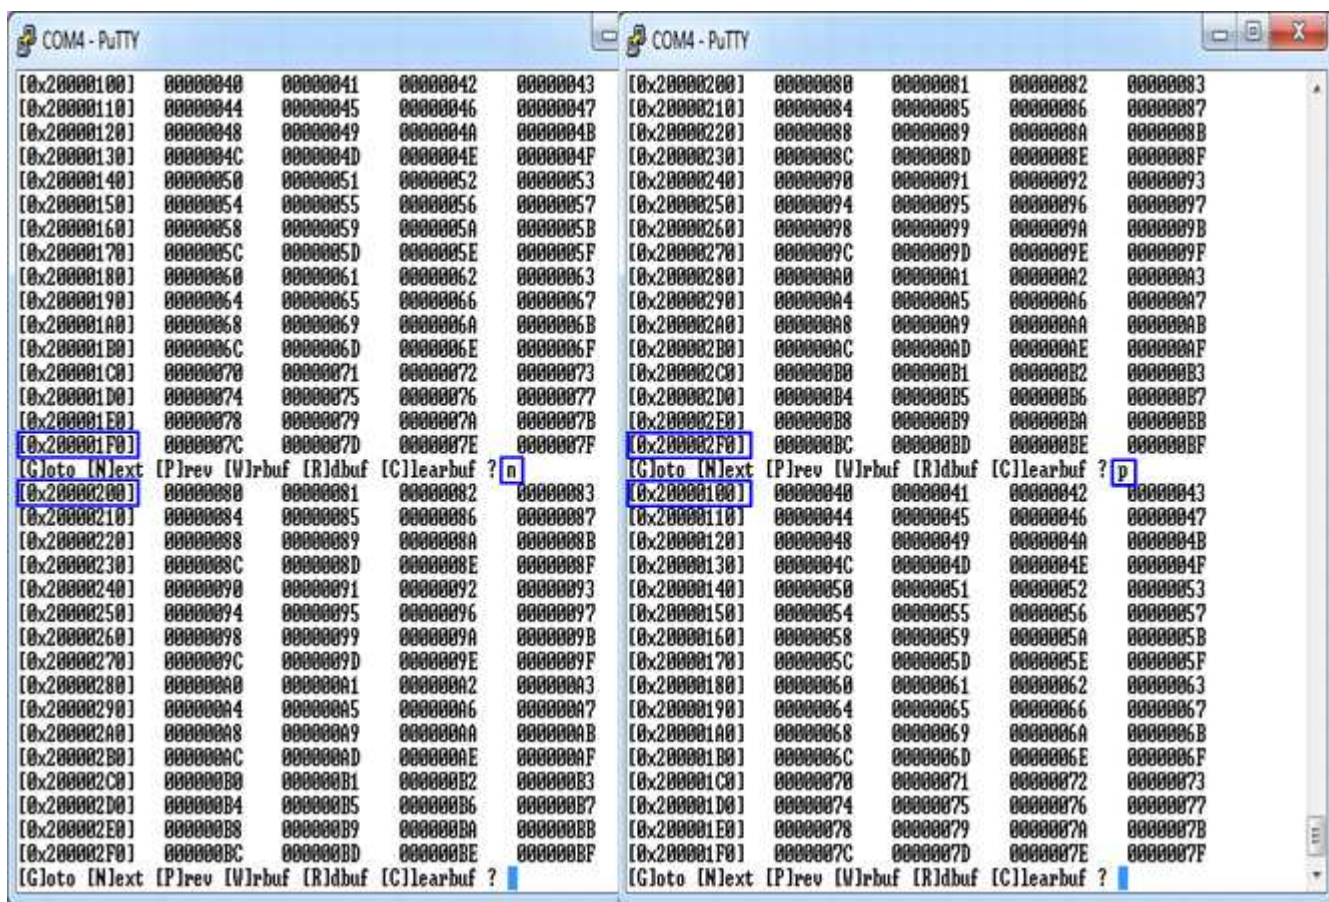 COM4 - PuTTY
[0x20000100] 00000040 00000041 00000042 00000043
[0x20000110] 00000044 00000045 00000046 00000047
[0x20000120] 00000048 00000049 0000004A 0000004B
[0x20000130] 0000004C 0000004D 0000004E 0000004F
[0x20000140] 00000050 00000051 00000052 00000053
[0x20000150] 00000054 00000055 00000056 00000057
[0x20000160] 00000058 00000059 0000005A 0000005B
[0x20000170] 0000005C 0000005D 0000005E 0000005F
[0x20000180] 00000060 00000061 00000062 00000063
[0x20000190] 00000064 00000065 00000066 00000067
[0x200001A0] 00000068 00000069 0000006A 0000006B
[0x200001B0] 0000006C 0000006D 0000006E 0000006F
[0x200001C0] 00000070 00000071 00000072 00000073
[0x200001D0] 00000074 00000075 00000076 00000077
[0x200001E0] 00000078 00000079 0000007A 0000007B
[0x200001F0] 0000007C 0000007D 0000007E 0000007F
[G]oto [N]ext [P]rev [W]rbuf [R]dbuf [C]learbuf ? n
[0x20000200] 00000080 00000081 00000082 00000083
[0x20000210] 00000084 00000085 00000086 00000087
[0x20000220] 00000088 00000089 0000008A 0000008B
[0x20000230] 0000008C 0000008D 0000008E 0000008F
[0x20000240] 00000090 00000091 00000092 00000093
[0x20000250] 00000094 00000095 00000096 00000097
[0x20000260] 00000098 00000099 0000009A 0000009B
[0x20000270] 0000009C 0000009D 0000009E 0000009F
[0x20000280] 000000A0 000000A1 000000A2 000000A3
[0x20000290] 000000A4 000000A5 000000A6 000000A7
[0x200002A0] 000000A8 000000A9 000000AA 000000AB
[0x200002B0] 000000AC 000000AD 000000AE 000000AF
[0x200002C0] 000000B0 000000B1 000000B2 000000B3
[0x200002D0] 000000B4 000000B5 000000B6 000000B7
[0x200002E0] 000000B8 000000B9 000000BA 000000BB
[0x200002F0] 000000BC 000000BD 000000BE 000000BF
[G]oto [N]ext [P]rev [W]rbuf [R]dbuf [C]learbuf ?
COM4 - PuTTY
[0x20000200] 00000080 00000081 00000082 00000083
[0x20000210] 00000084 00000085 00000086 00000087
[0x20000220] 00000088 00000089 0000008A 0000008B
[0x20000230] 0000008C 0000008D 0000008E 0000008F
[0x20000240] 00000090 00000091 00000092 00000093
[0x20000250] 00000094 00000095 00000096 00000097
[0x20000260] 00000098 00000099 0000009A 0000009B
[0x20000270] 0000009C 0000009D 0000009E 0000009F
[0x20000280] 000000A0 000000A1 000000A2 000000A3
[0x20000290] 000000A4 000000A5 000000A6 000000A7
[0x200002A0] 000000A8 000000A9 000000AA 000000AB
[0x200002B0] 000000AC 000000AD 000000AE 000000AF
[0x200002C0] 000000B0 000000B1 000000B2 000000B3
[0x200002D0] 000000B4 000000B5 000000B6 000000B7
[0x200002E0] 000000B8 000000B9 000000BA 000000BB
[0x200002F0] 000000BC 000000BD 000000BE 000000BF
[G]oto [N]ext [P]rev [W]rbuf [R]dbuf [C]learbuf ? p
[0x20000100] 00000040 00000041 00000042 00000043
[0x20000110] 00000044 00000045 00000046 00000047
[0x20000120] 00000048 00000049 0000004A 0000004B
[0x20000130] 0000004C 0000004D 0000004E 0000004F
[0x20000140] 00000050 00000051 00000052 00000053
[0x20000150] 00000054 00000055 00000056 00000057
[0x20000160] 00000058 00000059 0000005A 0000005B
[0x20000170] 0000005C 0000005D 0000005E 0000005F
[0x20000180] 00000060 00000061 00000062 00000063
[0x20000190] 00000064 00000065 00000066 00000067
[0x200001A0] 00000068 00000069 0000006A 0000006B
[0x200001B0] 0000006C 0000006D 0000006E 0000006F
[0x200001C0] 00000070 00000071 00000072 00000073
[0x200001D0] 00000074 00000075 00000076 00000077
[0x200001E0] 00000078 00000079 0000007A 0000007B
[0x200001F0] 0000007C 0000007D 0000007E 0000007F
[G]oto [N]ext [P]rev [W]rbuf [R]dbuf [C]learbuf ?